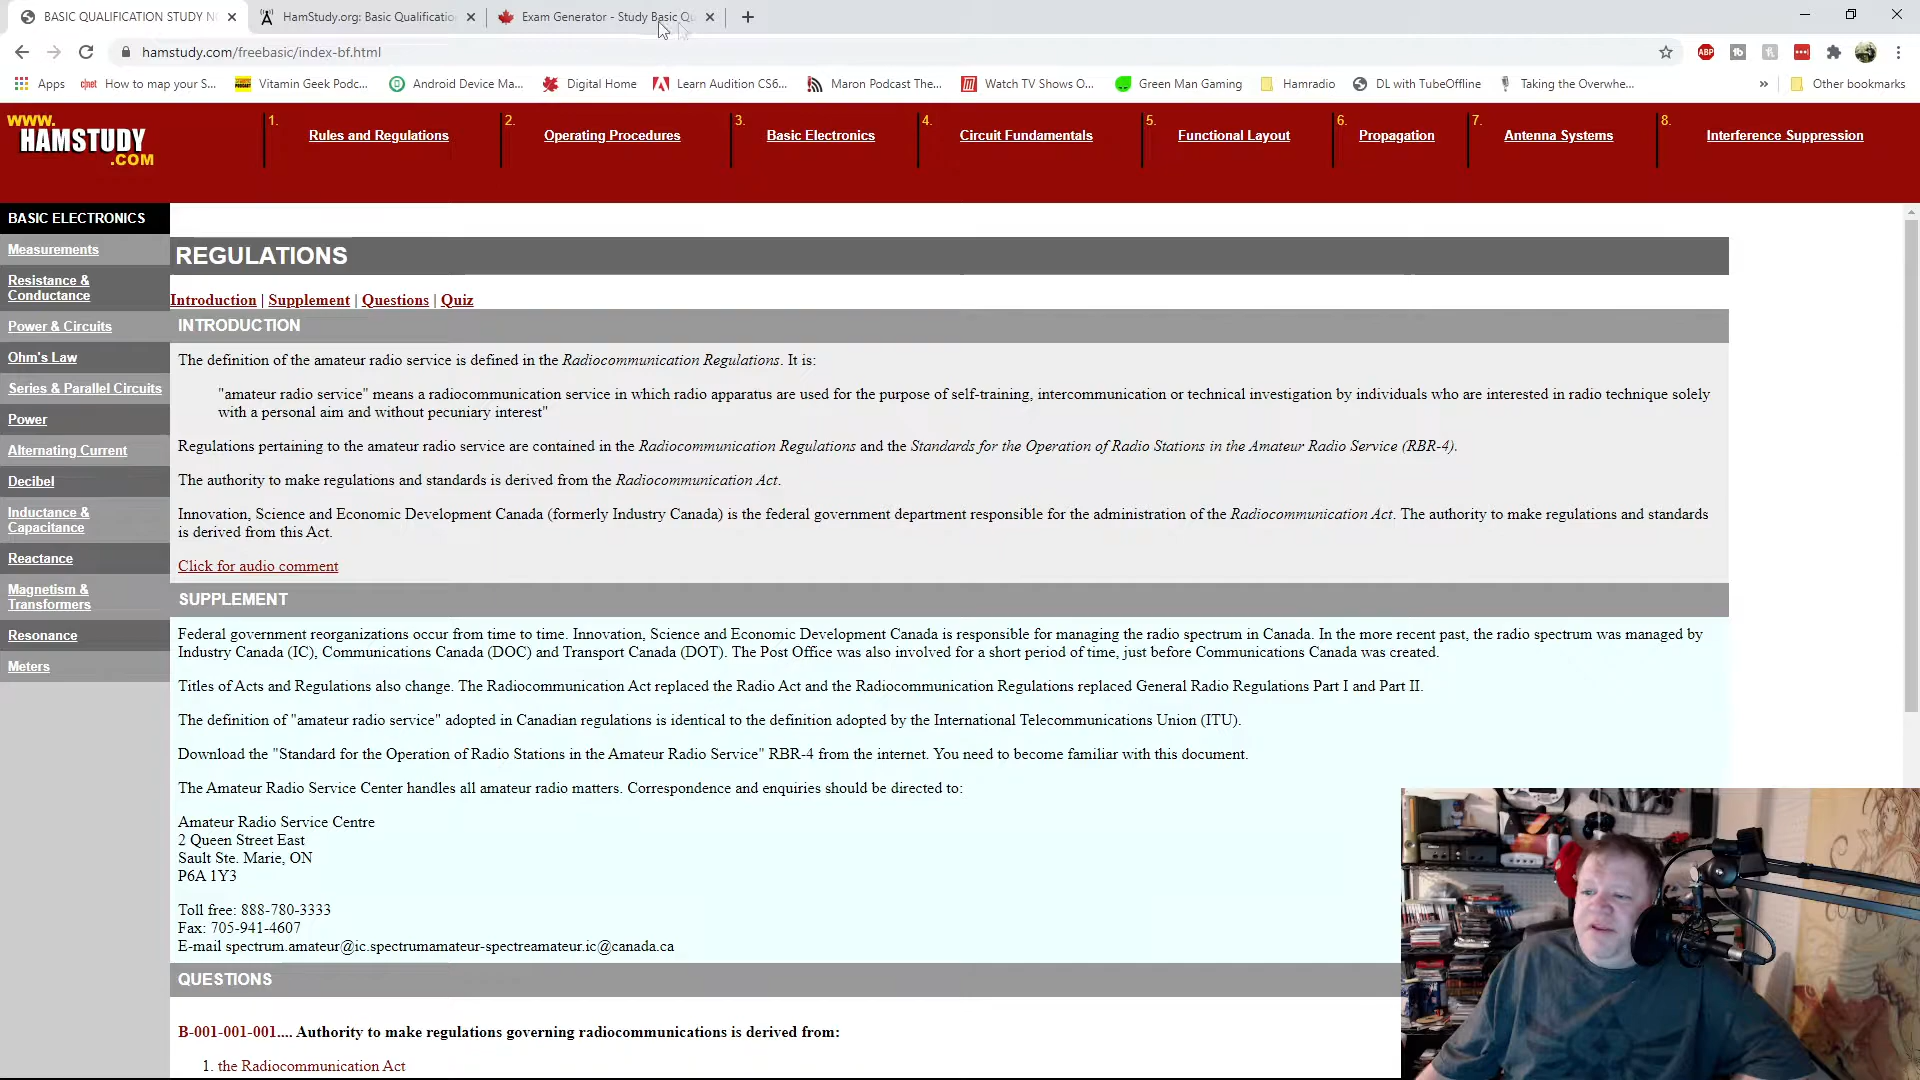 BASIC QUALIFICATION STUDY N
HamStudy.org: Basic Qualificatio
Exam Generator - Study Basic Qu
hamstudy.com/freebasic/index-bf.html
ABP
Apps
clnet
How to map your S...
Vitamin Geek Podc...
Android Device Ma...
Digital Home
Learn Audition CS6...
Maron Podcast The...
Watch TV Shows O...
Green Man Gaming
Hamradio
DL with TubeOffline
Taking the Overwhe...
»
Other bookmarks
WWW.
HAMSTUDY
.COM
1. Rules and Regulations
2. Operating Procedures
3. Basic Electronics
4. Circuit Fundamentals
5. Functional Layout
6. Propagation
7. Antenna Systems
8. Interference Suppression
BASIC ELECTRONICS
Measurements
Resistance &
Conductance
Power & Circuits
Ohm's Law
Series & Parallel Circuits
Power
Alternating Current
Decibel
Inductance &
Capacitance
Reactance
Magnetism &
Transformers
Resonance
Meters
REGULATIONS
Introduction | Supplement | Questions | Quiz
INTRODUCTION
The definition of the amateur radio service is defined in the Radiocommunication Regulations. It is:
"amateur radio service" means a radiocommunication service in which radio apparatus are used for the purpose of self-training, intercommunication or technical investigation by individuals who are interested in radio technique solely
with a personal aim and without pecuniary interest"
Regulations pertaining to the amateur radio service are contained in the Radiocommunication Regulations and the Standards for the Operation of Radio Stations in the Amateur Radio Service (RBR-4).
The authority to make regulations and standards is derived from the Radiocommunication Act.
Innovation, Science and Economic Development Canada (formerly Industry Canada) is the federal government department responsible for the administration of the Radiocommunication Act. The authority to make regulations and standards
is derived from this Act.
Click for audio comment
SUPPLEMENT
Federal government reorganizations occur from time to time. Innovation, Science and Economic Development Canada is responsible for managing the radio spectrum in Canada. In the more recent past, the radio spectrum was managed by
Industry Canada (IC), Communications Canada (DOC) and Transport Canada (DOT). The Post Office was also involved for a short period of time, just before Communications Canada was created.
Titles of Acts and Regulations also change. The Radiocommunication Act replaced the Radio Act and the Radiocommunication Regulations replaced General Radio Regulations Part I and Part II.
The definition of "amateur radio service" adopted in Canadian regulations is identical to the definition adopted by the International Telecommunications Union (ITU).
Download the "Standard for the Operation of Radio Stations in the Amateur Radio Service" RBR-4 from the internet. You need to become familiar with this document.
The Amateur Radio Service Center handles all amateur radio matters. Correspondence and enquiries should be directed to:
Amateur Radio Service Centre
2 Queen Street East
Sault Ste. Marie, ON
P6A 1Y3
Toll free: 888-780-3333
Fax: 705-941-4607
E-mail spectrum.amateur@ic.spectrumamateur-spectreamateur.ic@canada.ca
QUESTIONS
B-001-001-001.... Authority to make regulations governing radiocommunications is derived from:
1. the Radiocommunication Act